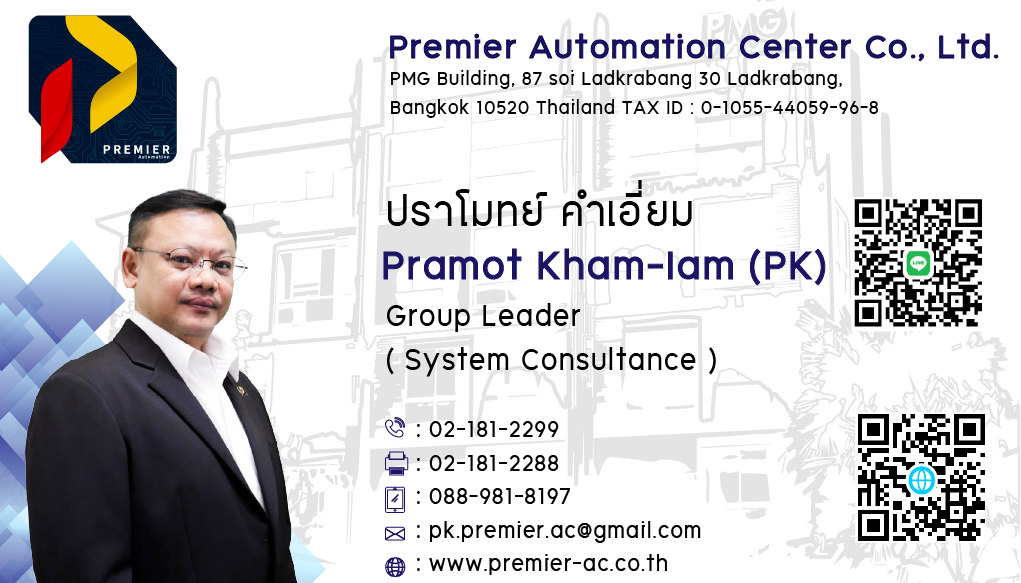 PREMIER
Automation
PMG
Premier Automation Center Co., Ltd.
PMG Building, 87 soi Ladkrabang 30 Ladkrabang,
Bangkok 10520 Thailand TAX ID : 0-1055-44059-96-8
ปราโมทย์ คำเอี่ยม
Pramot Kham-Iam (PK)
Group Leader
( System Consultance )
LINE
: 02-181-2299
: 02-181-2288
: 088-981-8197
: pk.premier.ac@gmail.com
: www.premier-ac.co.th
PMG